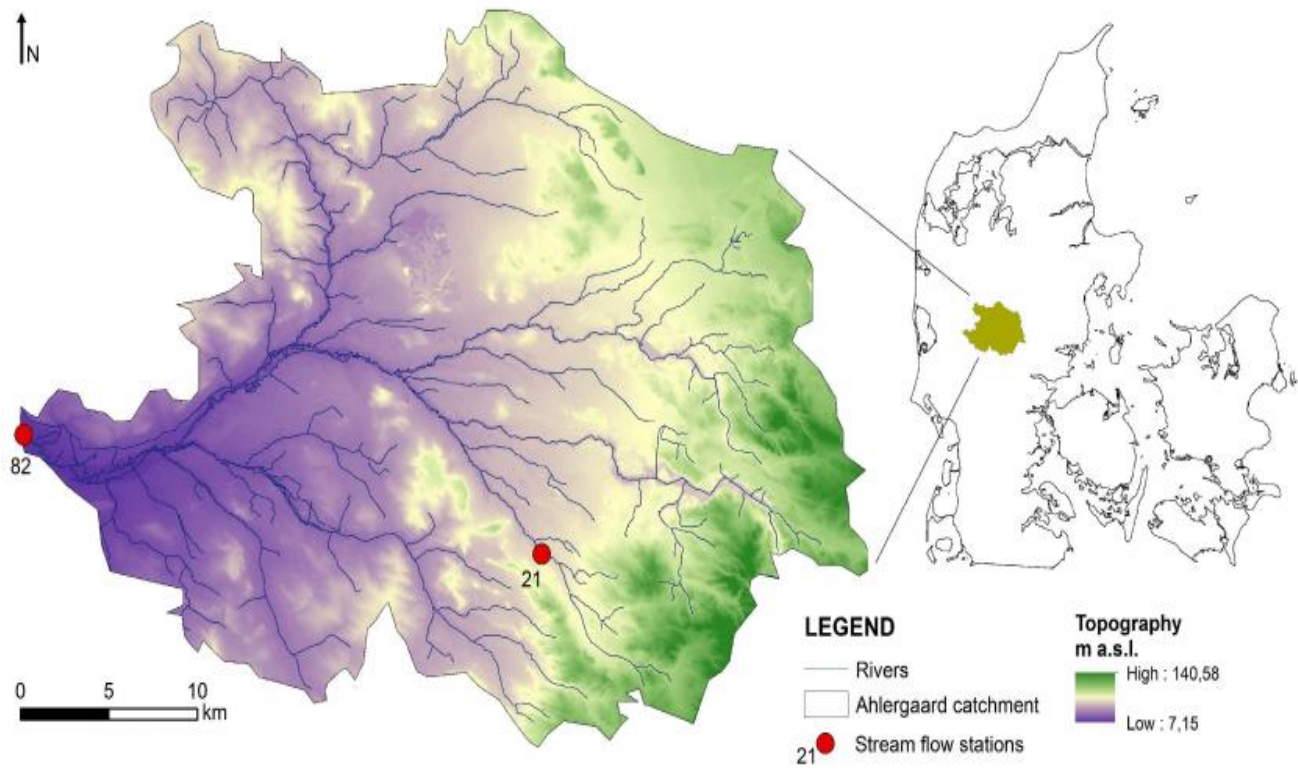 N
82
21
0 5 10
km
LEGEND
Rivers
Ahlergaard catchment
21 Stream flow stations
Topography
m a.s.l.
High : 140,58
Low : 7,15